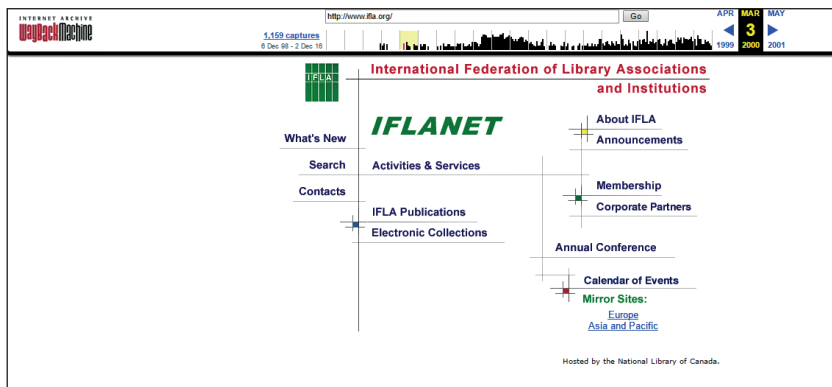 INTERNET ARCHIVE
WayBackMachine
http://www.ifla.org/
Go
1,159 captures
6 Dec 98 - 2 Dec 16
APR MAR MAY
3
1999 2000 2001
IFLA
International Federation of Library Associations
and Institutions
IFLANET
What's New
Search
Contacts
Activities & Services
IFLA Publications
Electronic Collections
About IFLA
Announcements
Membership
Corporate Partners
Annual Conference
Calendar of Events
Mirror Sites:
Europe
Asia and Pacific
Hosted by the National Library of Canada.